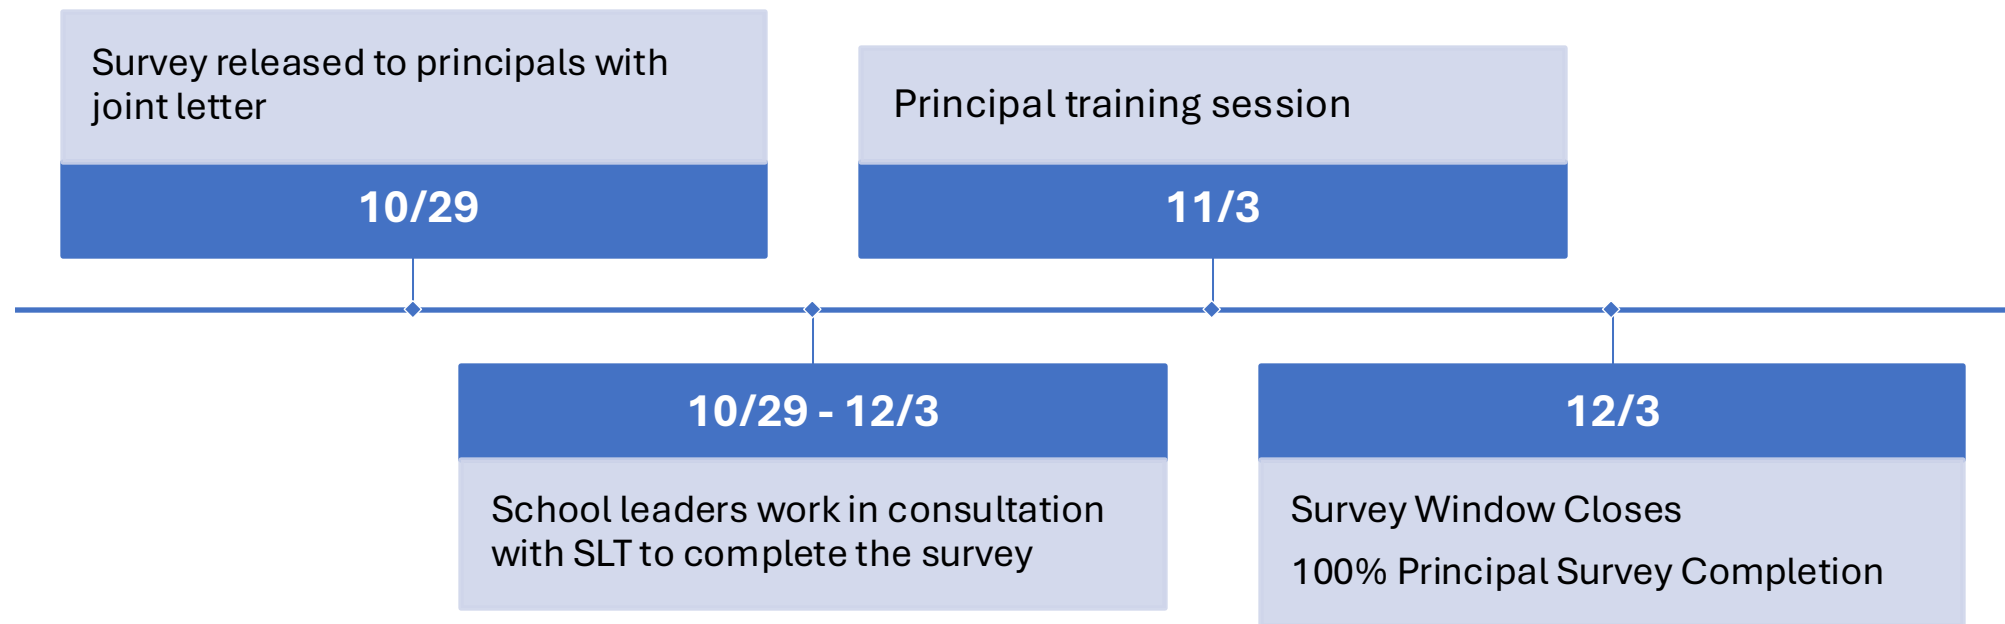 Survey released to principals with
joint letter
10/29
10/29 - 12/3
School leaders work in consultation
with SLT to complete the survey
Principal training session
11/3
12/3
Survey Window Closes
100% Principal Survey Completion